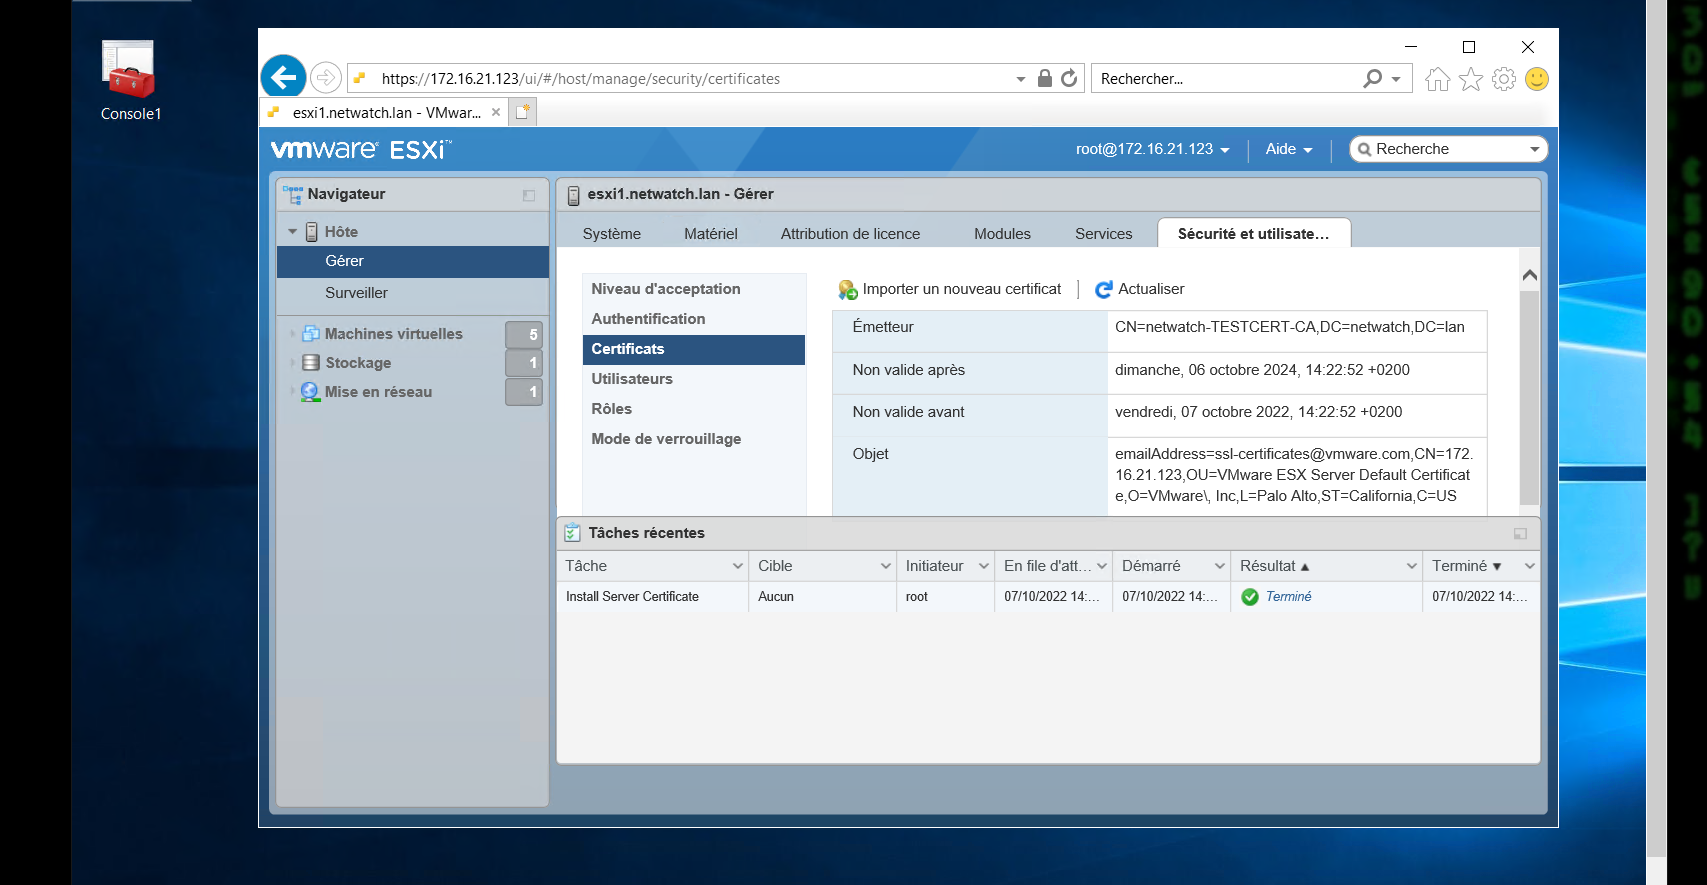 Console1
https://172.16.21.123/ui/#/host/manage/security/certificates
Rechercher...
esxi1.netwatch.lan - VMwar...
vmware ESXi™
root@172.16.21.123
Aide
Recherche
Navigateur
Hôte
Gérer
Surveiller
Machines virtuelles 5
Stockage 1
Mise en réseau 1
esxi1.netwatch.lan - Gérer
Système Matériel Attribution de licence Modules Services Sécurité et utilisate...
Niveau d'acceptation
Authentification
Certificats
Utilisateurs
Rôles
Mode de verrouillage
Importer un nouveau certificat | Actualiser
Émetteur CN=netwatch-TESTCERT-CA,DC=netwatch,DC=lan
Non valide après dimanche, 06 octobre 2024, 14:22:52 +0200
Non valide avant vendredi, 07 octobre 2022, 14:22:52 +0200
Objet emailAddress=ssl-certificates@vmware.com,CN=172.
16.21.123,OU=VMware ESX Server Default Certificat
e,O=VMware\, Inc,L=Palo Alto,ST=California,C=US
Tâches récentes
Tâche Cible Initiateur En file d'att... Démarré Résultat Terminé
Install Server Certificate Aucun root 07/10/2022 14:... 07/10/2022 14:... Terminé 07/10/2022 14:...